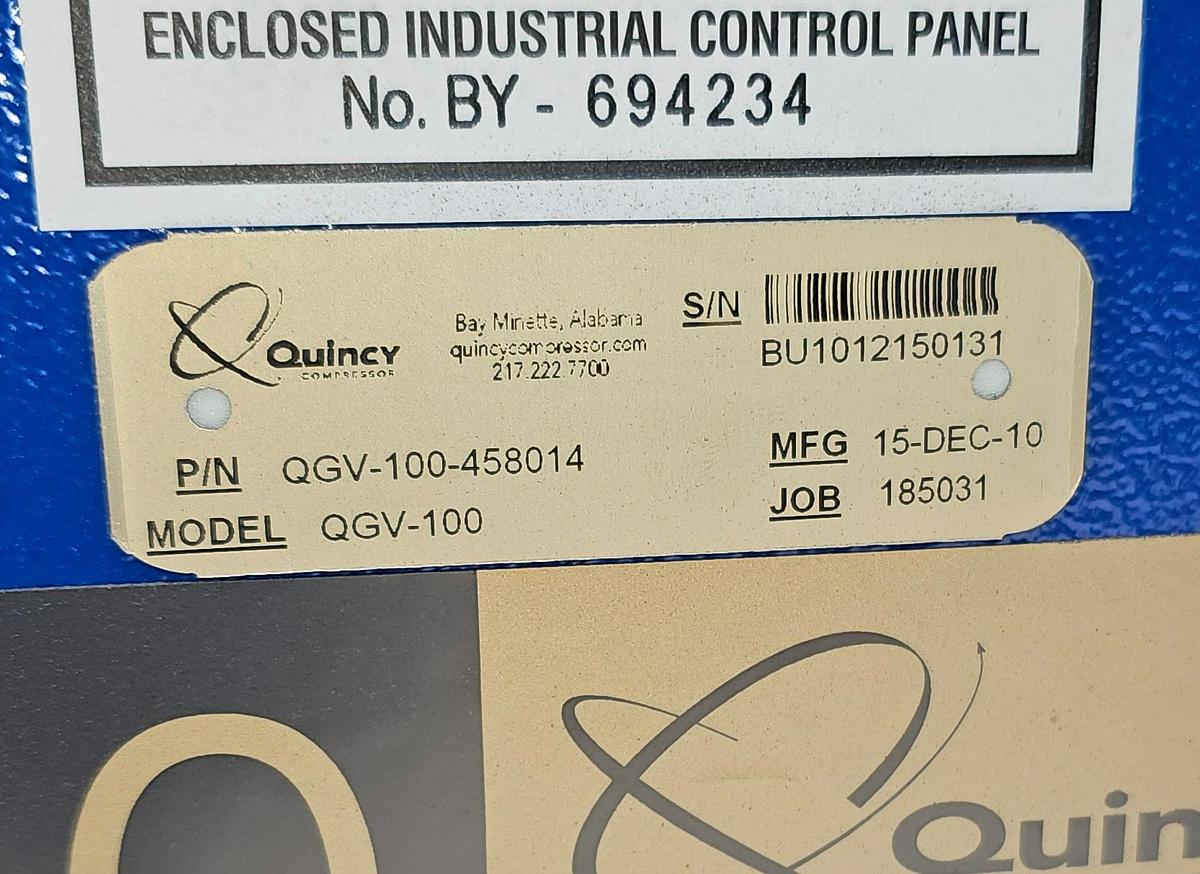 ENCLOSED INDUSTRIAL CONTROL PANEL
No. BY - 694234
Quincy
COMPRESSOR
Bay Minette, Alabama
quincycompressor.com
217.222.7700
S/N
BU1012150131
P/N QGV-100-458014
MFG 15-DEC-10
MODEL QGV-100
JOB 185031
Quin